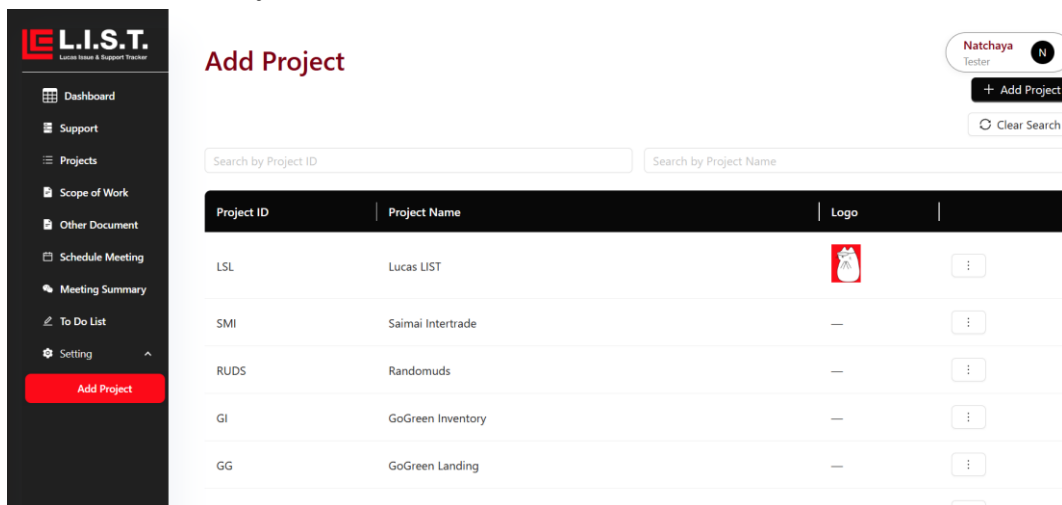 L.I.S.T.
Lucas Issue & Support Tracker
Dashboard
Support
Projects
Scope of Work
Other Document
Schedule Meeting
Meeting Summary
To Do List
Setting
Add Project
Add Project
Natchaya
Tester
N
+ Add Project
Clear Search
Search by Project ID
Search by Project Name
Project ID Project Name Logo
LSL Lucas LIST
SMI Saimai Intertrade —
RUDS Randomuds —
GI GoGreen Inventory —
GG GoGreen Landing —